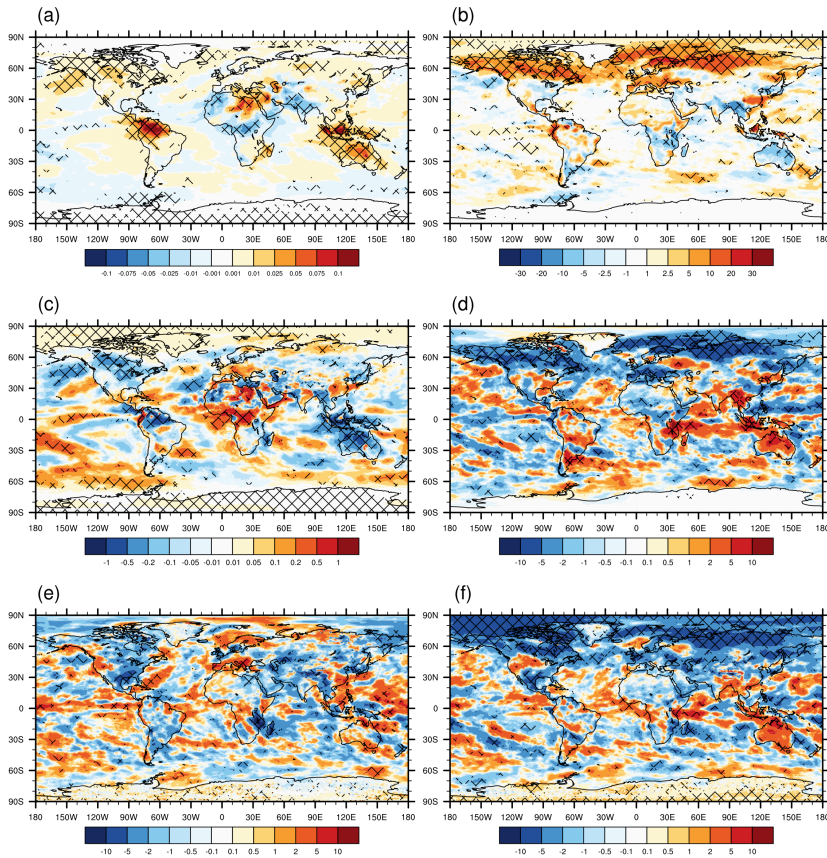 (a) (b)
90N 90N
60N 60N
30N 30N
0 0
30S 30S
60S 60S
90S 90S
180 150W 120W 90W 60W 30W 0 30E 60E 90E 120E 150E 180 180 150W 120W 90W 60W 30W 0 30E 60E 90E 120E 150E 180
-0.1 -0.075 -0.05 -0.025 -0.01 -0.001 0.001 0.01 0.025 0.05 0.075 0.1 -30 -20 -10 -5 -2.5 -1 1 2.5 5 10 20 30
(c) (d)
90N 90N
60N 60N
30N 30N
0 0
30S 30S
60S 60S
90S 90S
180 150W 120W 90W 60W 30W 0 30E 60E 90E 120E 150E 180 180 150W 120W 90W 60W 30W 0 30E 60E 90E 120E 150E 180
-1 -0.5 -0.2 -0.1 -0.05 -0.01 0.01 0.05 0.1 0.2 0.5 1 -10 -5 -2 -1 -0.5 -0.1 0.1 0.5 1 2 5 10
(e) (f)
90N 90N
60N 60N
30N 30N
0 0
30S 30S
60S 60S
90S 90S
180 150W 120W 90W 60W 30W 0 30E 60E 90E 120E 150E 180 180 150W 120W 90W 60W 30W 0 30E 60E 90E 120E 150E 180
-10 -5 -2 -1 -0.5 -0.1 0.1 0.5 1 2 5 10 -10 -5 -2 -1 -0.5 -0.1 0.1 0.5 1 2 5 10